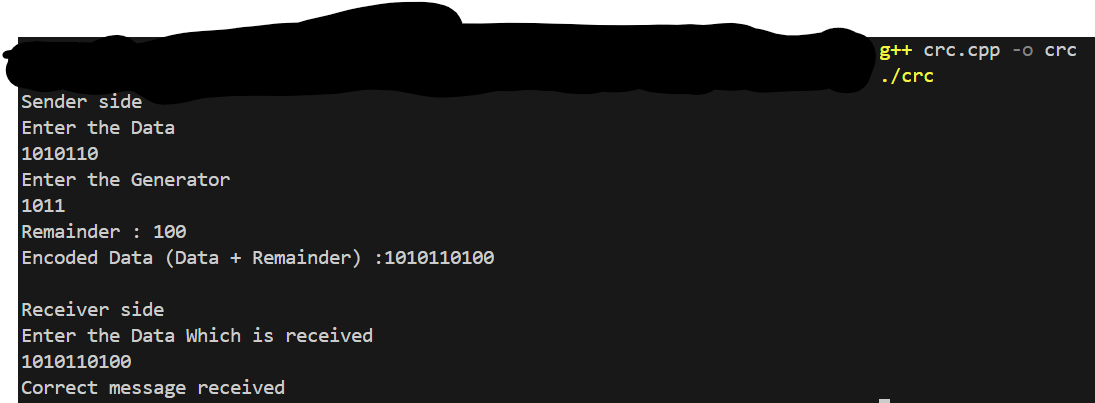 g++ crc.cpp -o crc
./crc
Sender side
Enter the Data
1010110
Enter the Generator
1011
Remainder : 100
Encoded Data (Data + Remainder) :1010110100
Receiver side
Enter the Data Which is received
1010110100
Correct message received